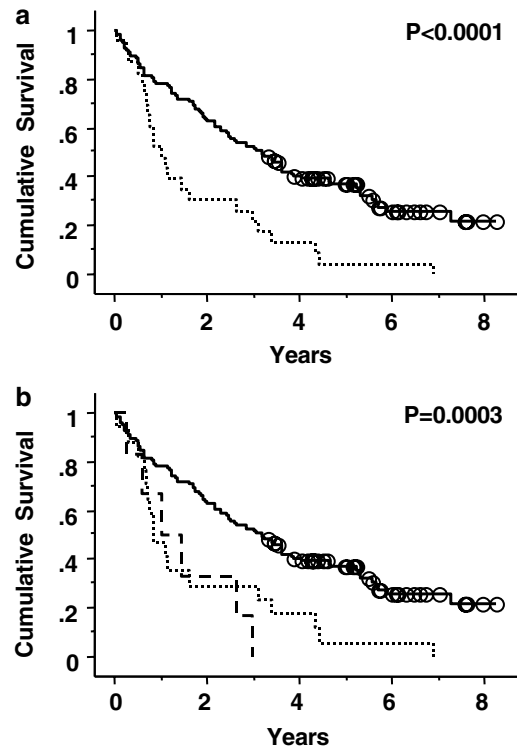 a
P<0.0001
1
.8
.6
.4
.2
0
Cumulative Survival
0 2 4 6 8
Years
b
P=0.0003
1
.8
.6
.4
.2
0
Cumulative Survival
0 2 4 6 8
Years